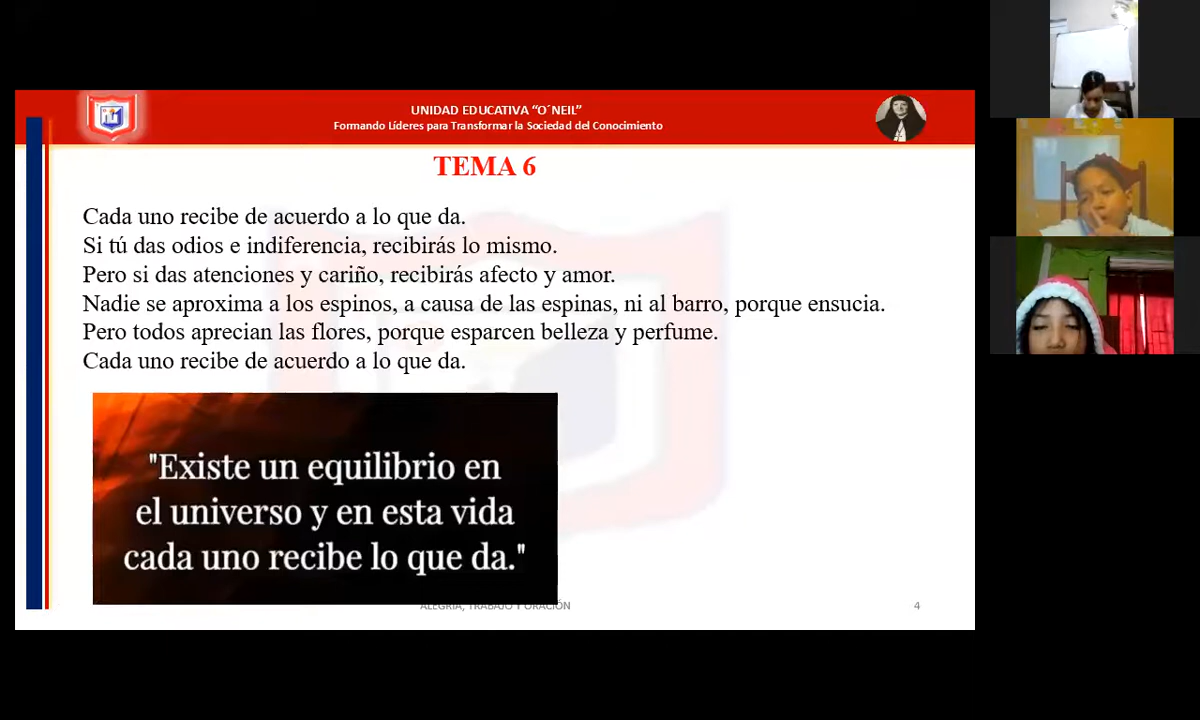 UNIDAD EDUCATIVA “O´NEIL”
Formando Líderes para Transformar la Sociedad del Conocimiento
TEMA 6
Cada uno recibe de acuerdo a lo que da.
Si tú das odios e indiferencia, recibirás lo mismo.
Pero si das atenciones y cariño, recibirás afecto y amor.
Nadie se aproxima a los espinos, a causa de las espinas, ni al barro, porque ensucia.
Pero todos aprecian las flores, porque esparcen belleza y perfume.
Cada uno recibe de acuerdo a lo que da.
"Existe un equilibrio en
el universo y en esta vida
cada uno recibe lo que da."
ALEGRÍA, TRABAJO Y ORACIÓN
4